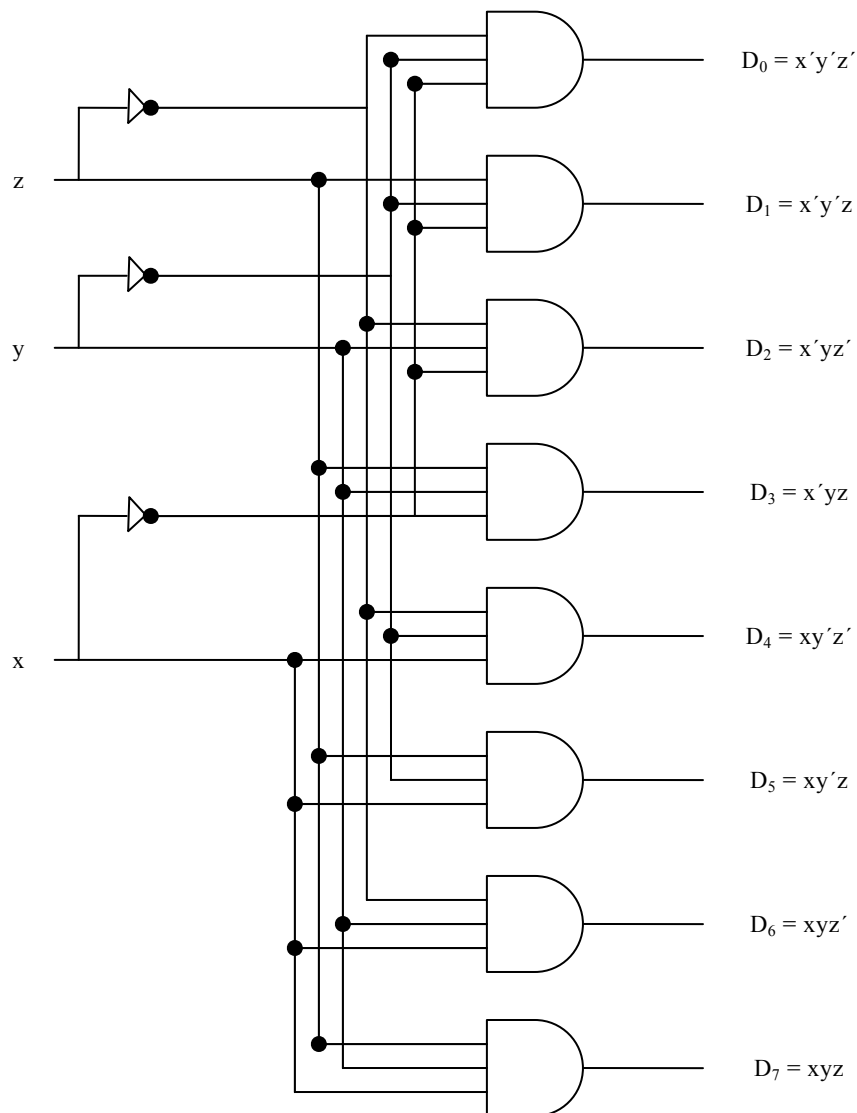 D₀ = x´y´z´
z
D₁ = x´y´z
y
D₂ = x´yz´
D₃ = x´yz
x
D₄ = xy´z´
D₅ = xy´z
D₆ = xyz´
D₇ = xyz